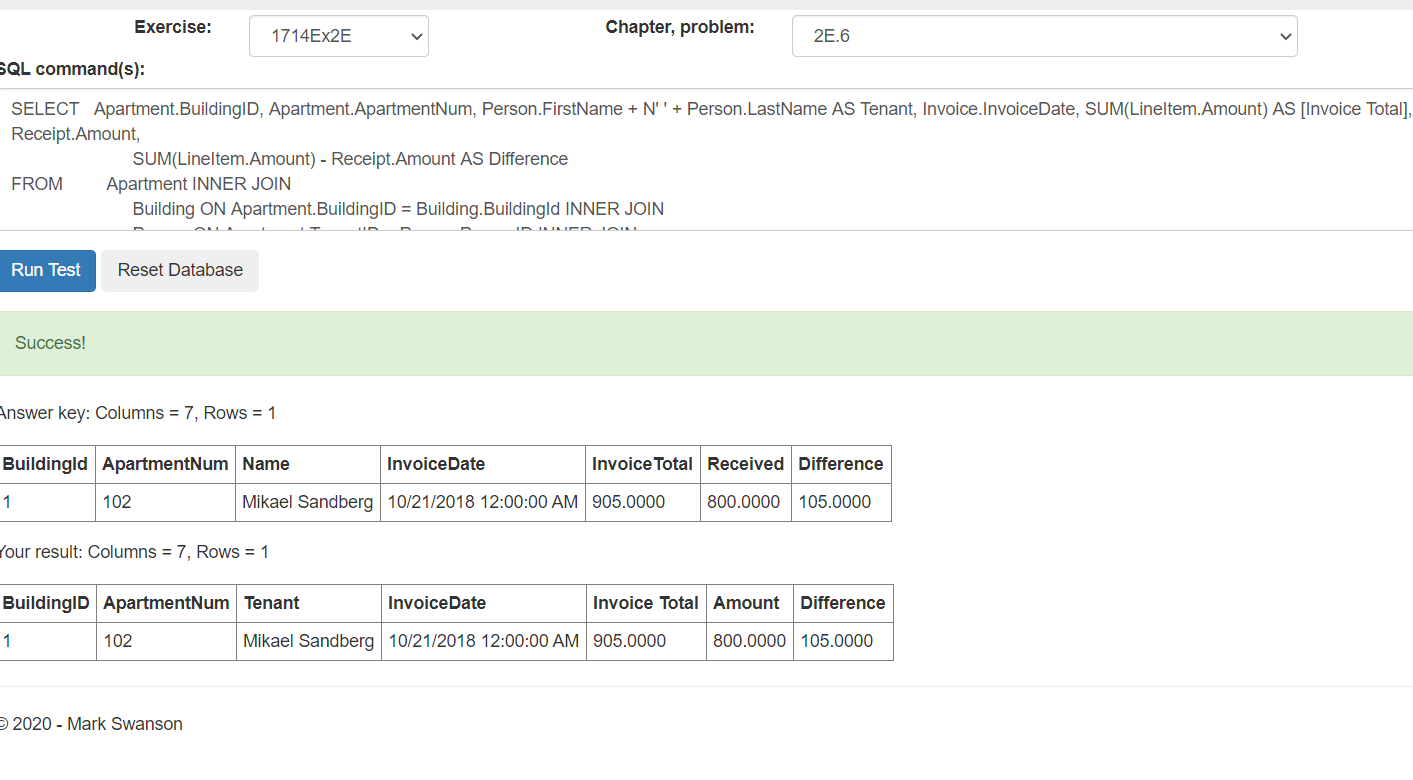 Exercise: 1714Ex2E Chapter, problem: 2E.6
SQL command(s):
SELECT Apartment.BuildingID, Apartment.ApartmentNum, Person.FirstName + N' ' + Person.LastName AS Tenant, Invoice.InvoiceDate, SUM(LineItem.Amount) AS [Invoice Total],
Receipt.Amount,
SUM(LineItem.Amount) - Receipt.Amount AS Difference
FROM Apartment INNER JOIN
Building ON Apartment.BuildingID = Building.BuildingId INNER JOIN
Run Test Reset Database
Success!
Answer key: Columns = 7, Rows = 1
BuildingId ApartmentNum Name InvoiceDate InvoiceTotal Received Difference
1 102 Mikael Sandberg 10/21/2018 12:00:00 AM 905.0000 800.0000 105.0000
Your result: Columns = 7, Rows = 1
BuildingID ApartmentNum Tenant InvoiceDate Invoice Total Amount Difference
1 102 Mikael Sandberg 10/21/2018 12:00:00 AM 905.0000 800.0000 105.0000
© 2020 - Mark Swanson